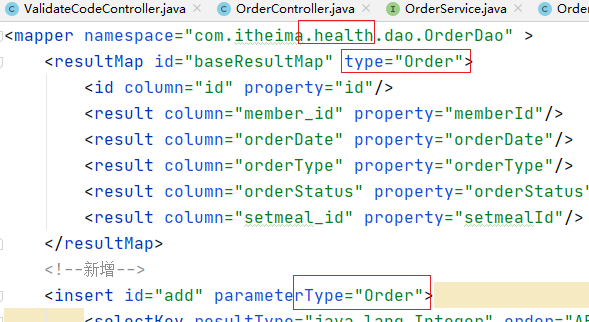 ValidateCodeController.java × OrderController.java × OrderService.java × Order
<mapper namespace="com.itheima.health.dao.OrderDao" >
<resultMap id="baseResultMap" type="Order">
<id column="id" property="id"/>
<result column="member_id" property="memberId"/>
<result column="orderDate" property="orderDate"/>
<result column="orderType" property="orderType"/>
<result column="orderStatus" property="orderStatus"
<result column="setmeal_id" property="setmealId"/>
</resultMap>
<!--新增-->
<insert id="add" parameterType="Order">
<selectKey resultType="java.lang.Integer" order="AF